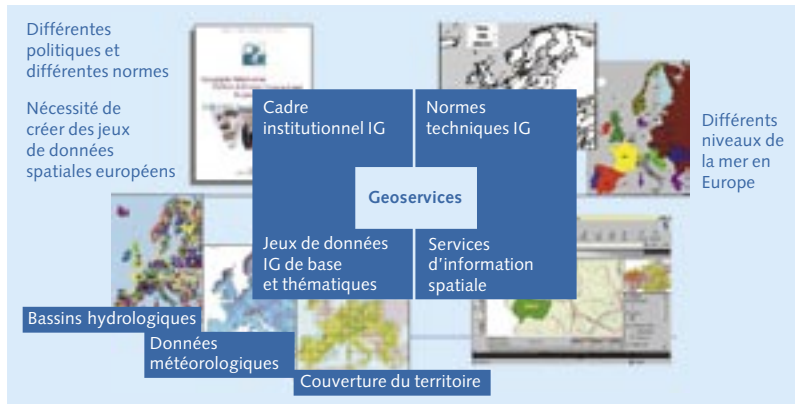 Différentes
politiques et
différentes normes
Nécessité de
créer des jeux
de données
spatiales européens
Cadre
institutionnel IG
Normes
techniques IG
Différents
niveaux de
la mer en
Europe
Geoservices
Jeux de données
IG de base
et thématiques
Services
d'information
spatiale
Bassins hydrologiques
Données
météorologiques
Couverture du territoire